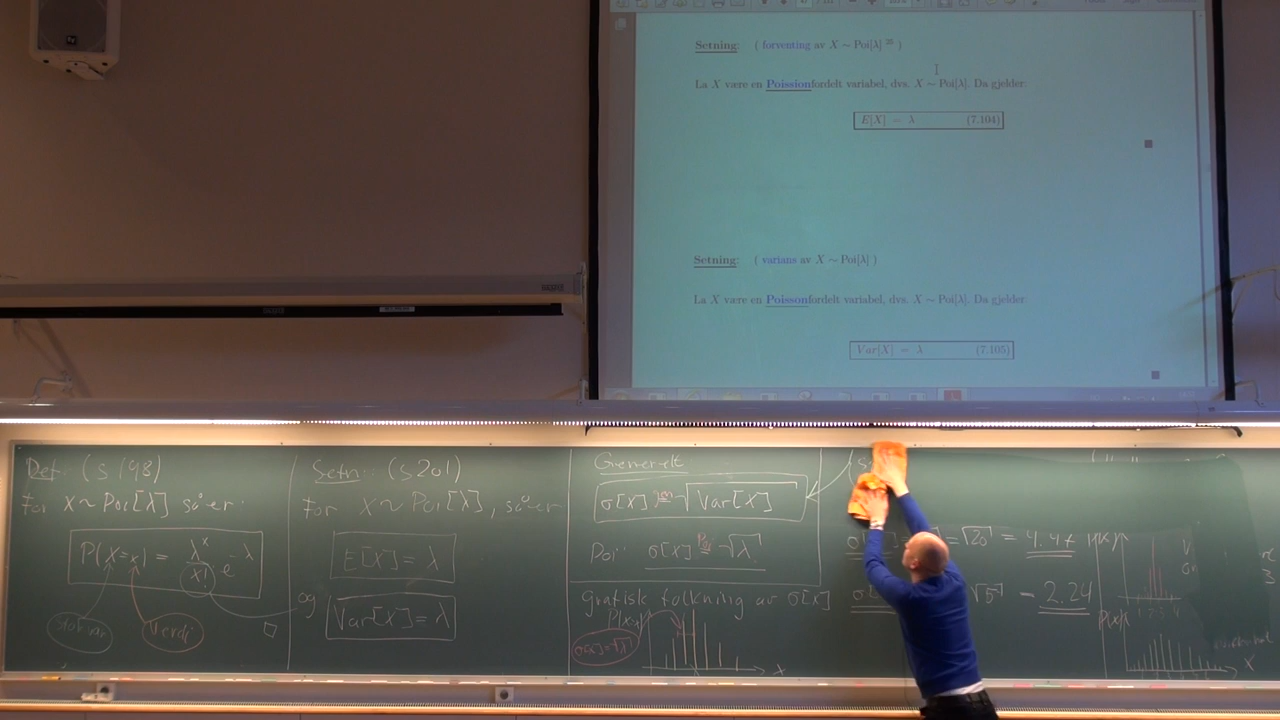 Setning: ( forventing av X ~ Poi[λ] )
La X være en Poissionfordelt variabel, dvs. X ~ Poi[λ]. Da gjelder:
E[X] = λ (7.104)
Setning: ( varians av X ~ Poi[λ] )
La X være en Poissonfordelt variabel, dvs. X ~ Poi[λ]. Da gjelder:
Var[X] = λ (7.105)
Def.: (s 198)
For X ~ Poi[λ] så er
P(X=x) = λ^x / x! e^-λ
Verdi
Setn.: (s 201)
For X ~ Poi[λ], så er
E[X] = λ
og
Var[X] = λ
Generelt
σ[X] = √Var[X]
Poi: σ[X] = √λ
Grafisk tolkning av σ[X]
P(X=x)
σ[X]=√λ
x
= √20 = 4.47
√5 = 2.24
P(X)
x